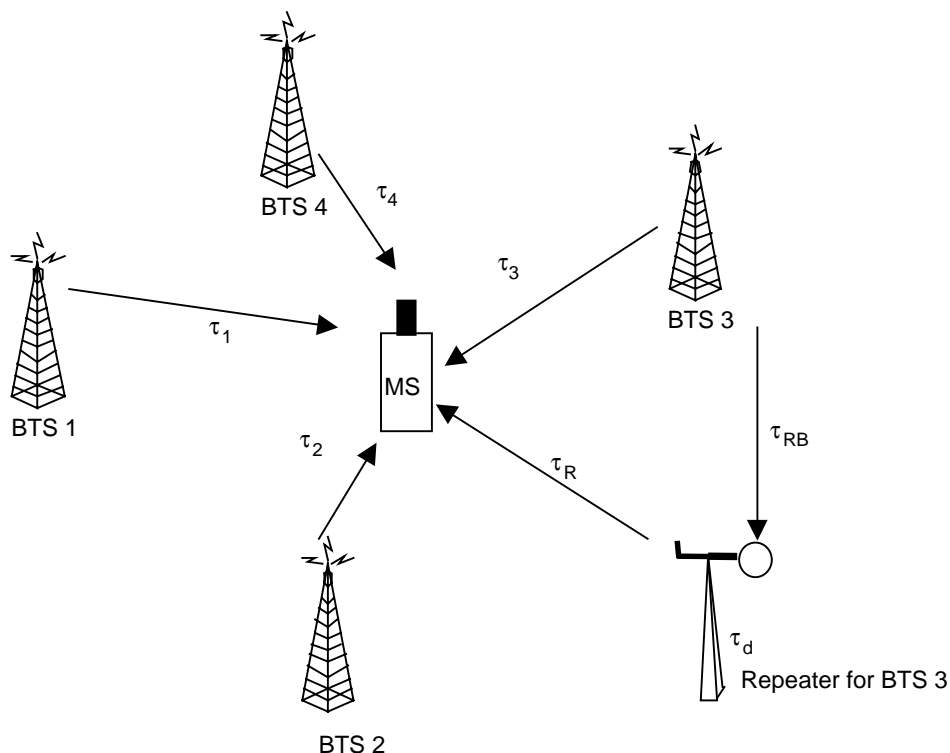 BTS 4
τ4
τ3
BTS 3
τ1
MS
BTS 1
τ2
τRB
τR
τd
Repeater for BTS 3
BTS 2